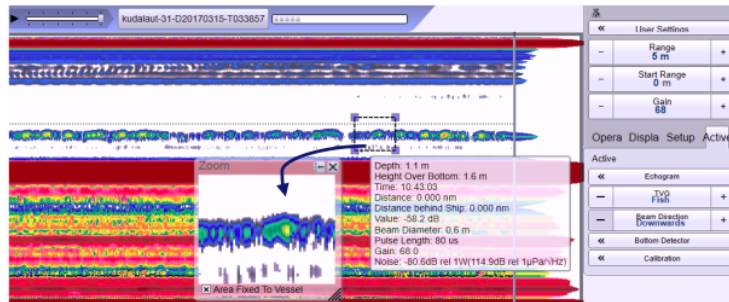 kudalaut-31-D20170315-T033857
User Settings
Range
5 m
Start Range
0 m
Gain
68
Opera Displa Setup Active
Active
Echogram
TVG
Fish
Beam Direction
Downwards
Bottom Detector
Calibration
Zoom
Area Fixed To Vessel
Depth: 1.1 m
Height Over Bottom: 1.6 m
Time: 10.43.03
Distance: 0.000 nm
Distance behind Ship: 0.000 nm
Value: -58.2 dB
Beam Diameter: 0.6 m
Pulse Length: 80 us
Gain: 68.0
Noise: -80.6dB rel 1W(114.9dB rel 1µPa/√Hz)